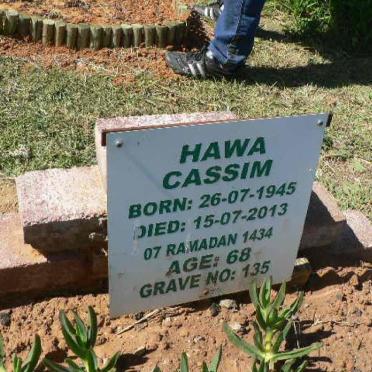 HAWA
CASSIM
BORN: 26-07-1945
DIED: 15-07-2013
07 RAMADAN 1434
AGE: 68
GRAVE NO: 135